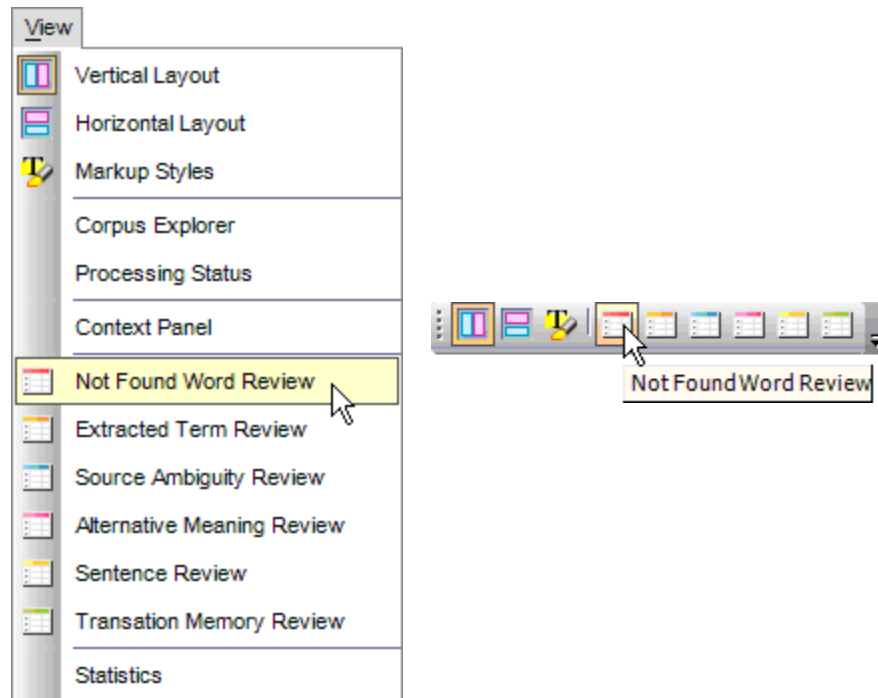 View
Vertical Layout
Horizontal Layout
Markup Styles
Corpus Explorer
Processing Status
Context Panel
Not Found Word Review
Extracted Term Review
Source Ambiguity Review
Alternative Meaning Review
Sentence Review
Transation Memory Review
Statistics
Not Found Word Review